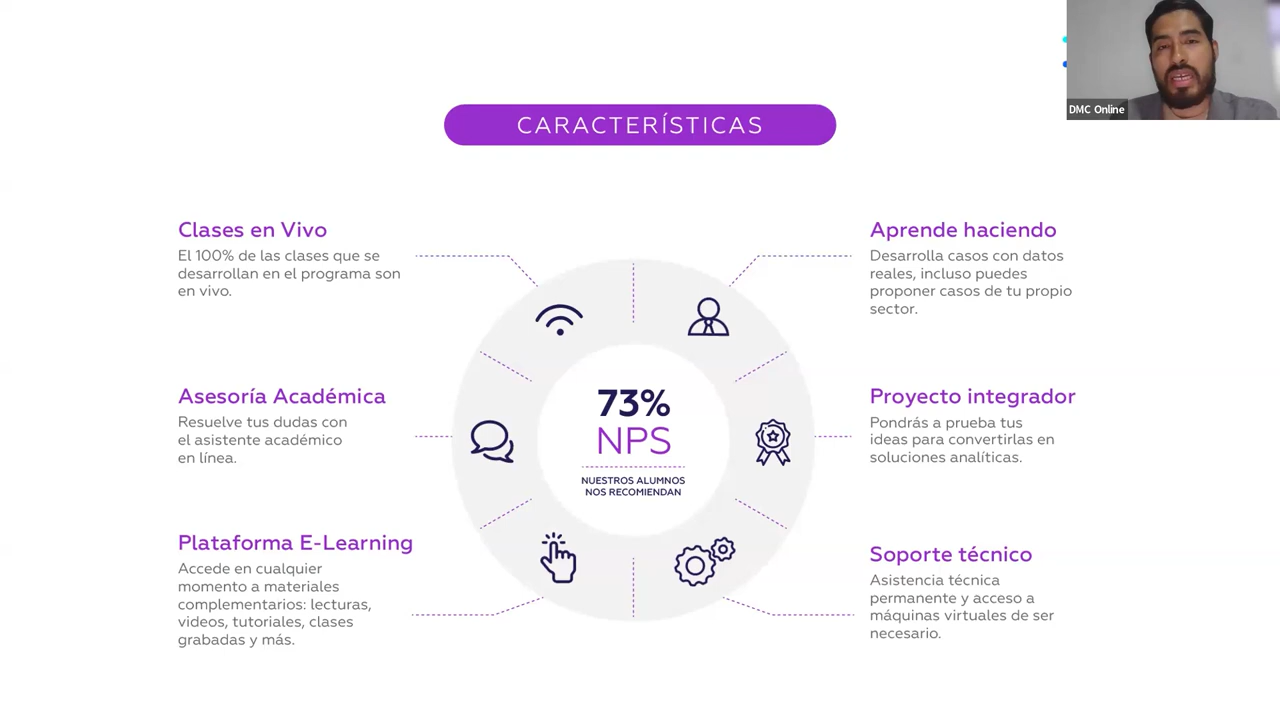 DMC Online
CARACTERÍSTICAS
Clases en Vivo
El 100% de las clases que se
desarrollan en el programa son
en vivo.
Aprende haciendo
Desarrolla casos con datos
reales, incluso puedes
proponer casos de tu propio
sector.
Asesoría Académica
Resuelve tus dudas con
el asistente académico
en línea.
73%
NPS
NUESTROS ALUMNOS
NOS RECOMIENDAN
Proyecto integrador
Pondrás a prueba tus
ideas para convertirlas en
soluciones analíticas.
Plataforma E-Learning
Accede en cualquier
momento a materiales
complementarios: lecturas,
videos, tutoriales, clases
grabadas y más.
Soporte técnico
Asistencia técnica
permanente y acceso a
máquinas virtuales de ser
necesario.